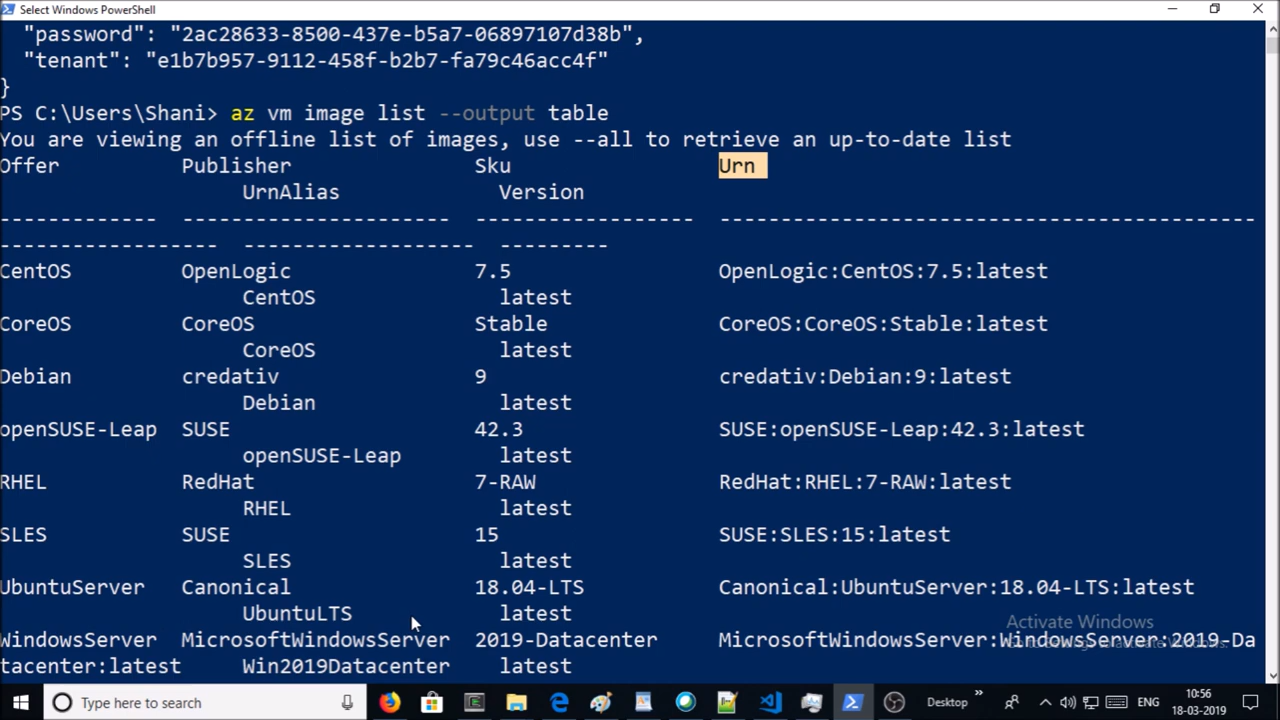 Select Windows PowerShell
"password": "2ac28633-8500-437e-b5a7-06897107d38b",
"tenant": "e1b7b957-9112-458f-b2b7-fa79c46acc4f"
}
PS C:\Users\Shani> az vm image list --output table
You are viewing an offline list of images, use --all to retrieve an up-to-date list
Offer Publisher Sku Urn
UrnAlias Version
------------- ---------------------- ------------------ --------------------------------------------
------------------ ------------------- ---------
CentOS OpenLogic 7.5 OpenLogic:CentOS:7.5:latest
CentOS latest
CoreOS CoreOS Stable CoreOS:CoreOS:Stable:latest
CoreOS latest
Debian credativ 9 credativ:Debian:9:latest
Debian latest
openSUSE-Leap SUSE 42.3 SUSE:openSUSE-Leap:42.3:latest
openSUSE-Leap latest
RHEL RedHat 7-RAW RedHat:RHEL:7-RAW:latest
RHEL latest
SLES SUSE 15 SUSE:SLES:15:latest
SLES latest
UbuntuServer Canonical 18.04-LTS Canonical:UbuntuServer:18.04-LTS:latest
UbuntuLTS latest
Activate Windows
WindowsServer MicrosoftWindowsServer 2019-Datacenter MicrosoftWindowsServer:WindowsServer:2019-Da
tacenter:latest Win2019Datacenter latest
Type here to search Desktop ENG 10:56
18-03-2019